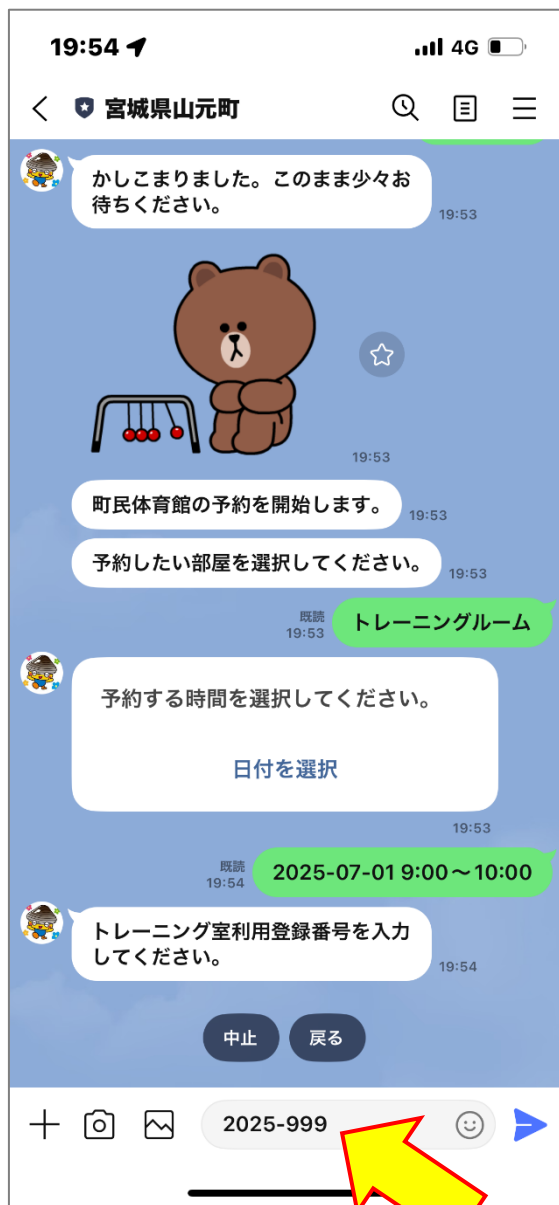 19:54
4G
宮城県山元町
かしこまりました。このまま少々お
待ちください。
19:53
19:53
町民体育館の予約を開始します。
19:53
予約したい部屋を選択してください。
19:53
既読
19:53
トレーニングルーム
予約する時間を選択してください。
日付を選択
19:53
既読
19:54
2025-07-01 9:00～10:00
トレーニング室利用登録番号を入力
してください。
19:54
中止
戻る
2025-999